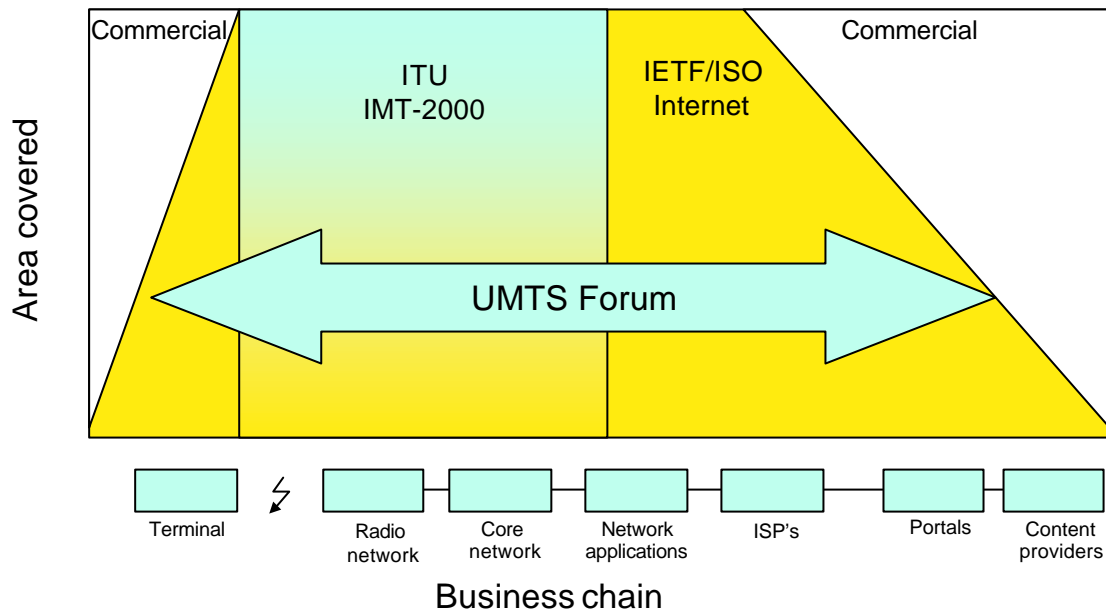 Commercial
Commercial
ITU
IMT-2000
IETF/ISO
Internet
Area covered
UMTS Forum
Terminal
Radio
network
Core
network
Network
applications
ISP's
Portals
Content
providers
Business chain